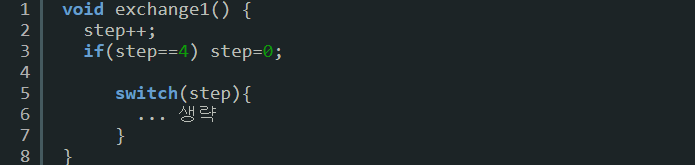 1 void exchange1() {
2 step++;
3 if(step==4) step=0;
4
5 switch(step){
6 ... 생략
7 }
8 }